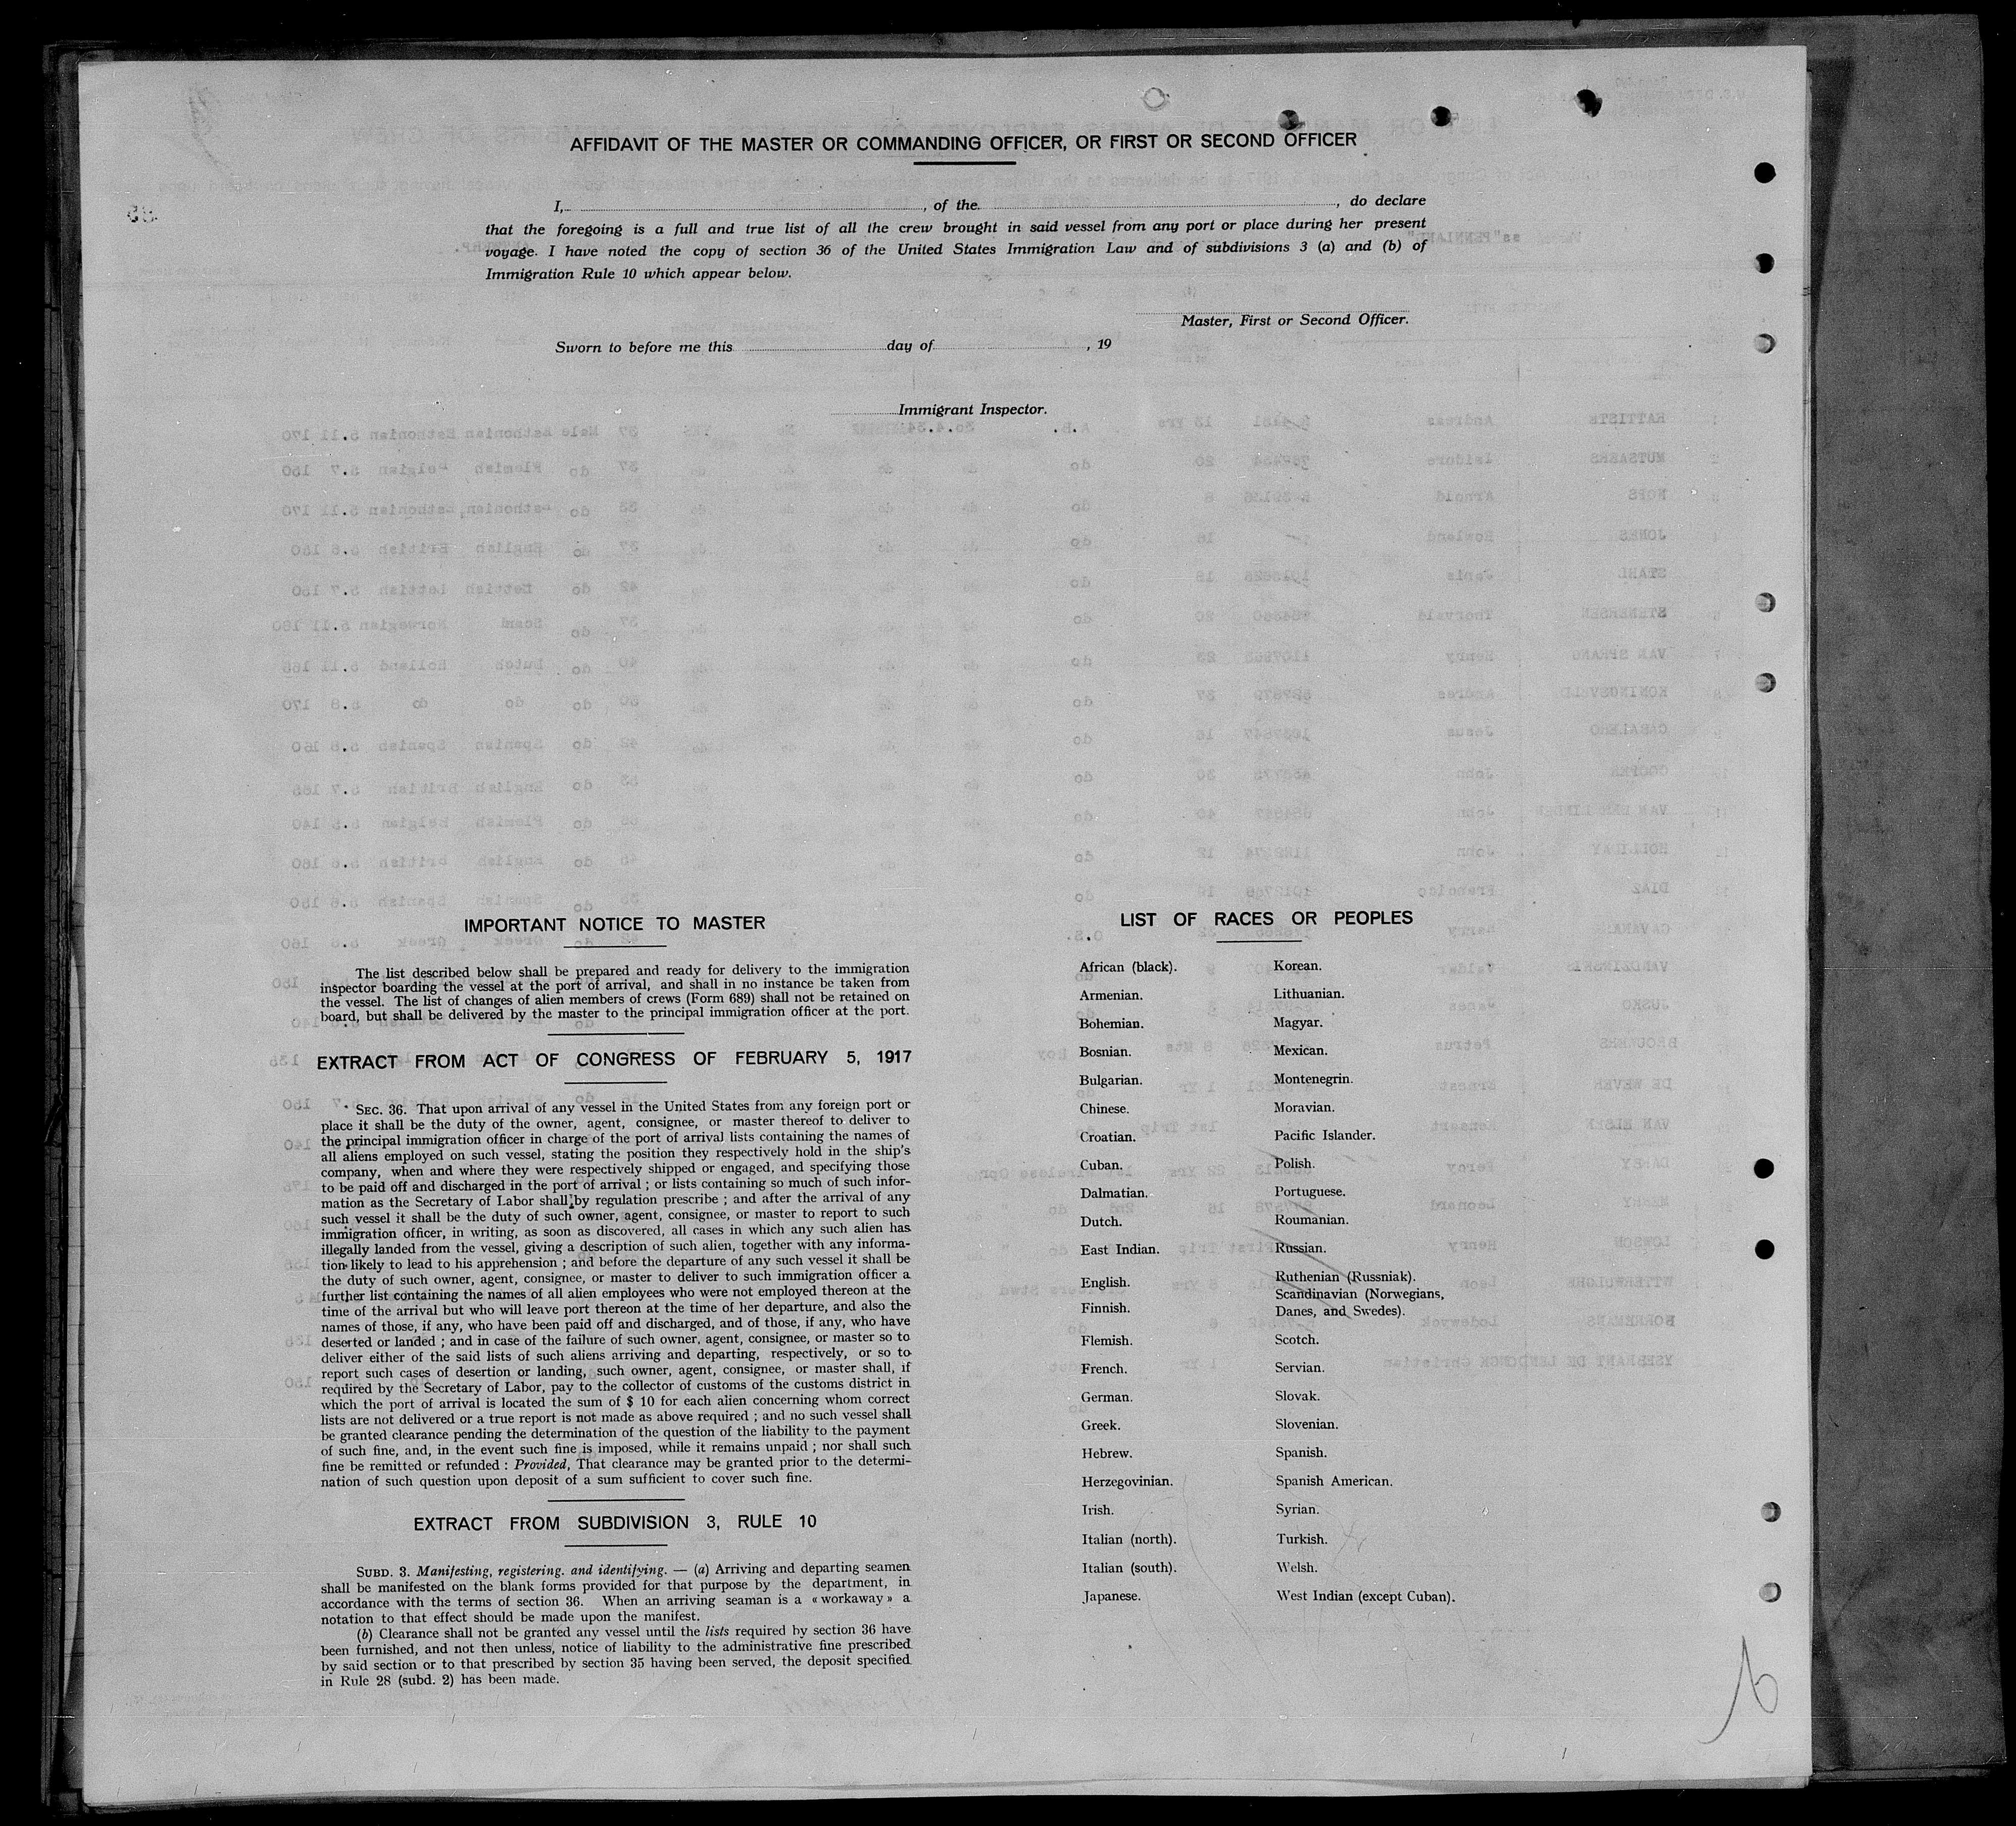 AFFIDAVIT OF THE MASTER OR COMMANDING OFFICER, OR FIRST OR SECOND OFFICER
I, , of the , do declare
that the foregoing is a full and true list of all the crew brought in said vessel from any port or place during her present
voyage. I have noted the copy of section 36 of the United States Immigration Law and of subdivisions 3 (a) and (b) of
Immigration Rule 10 which appear below.
Master, First or Second Officer.
Sworn to before me this day of , 19
Immigrant Inspector.
IMPORTANT NOTICE TO MASTER
The list described below shall be prepared and ready for delivery to the immigration
inspector boarding the vessel at the port of arrival, and shall in no instance be taken from
the vessel. The list of changes of alien members of crews (Form 689) shall not be retained on
board, but shall be delivered by the master to the principal immigration officer at the port.
EXTRACT FROM ACT OF CONGRESS OF FEBRUARY 5, 1917
SEC. 36. That upon arrival of any vessel in the United States from any foreign port or
place it shall be the duty of the owner, agent, consignee, or master thereof to deliver to
the principal immigration officer in charge of the port of arrival lists containing the names of
all aliens employed on such vessel, stating the position they respectively hold in the ship's
company, when and where they were respectively shipped or engaged, and specifying those
to be paid off and discharged in the port of arrival ; or lists containing so much of such infor-
mation as the Secretary of Labor shall by regulation prescribe ; and after the arrival of any
such vessel it shall be the duty of such owner, agent, consignee, or master to report to such
immigration officer, in writing, as soon as discovered, all cases in which any such alien has
illegally landed from the vessel, giving a description of such alien, together with any informa-
tion likely to lead to his apprehension ; and before the departure of any such vessel it shall be
the duty of such owner, agent, consignee, or master to deliver to such immigration officer a
further list containing the names of all alien employees who were not employed thereon at the
time of the arrival but who will leave port thereon at the time of her departure, and also the
names of those, if any, who have been paid off and discharged, and of those, if any, who have
deserted or landed ; and in case of the failure of such owner, agent, consignee, or master so to
deliver either of the said lists of such aliens arriving and departing, respectively, or so to
report such cases of desertion or landing, such owner, agent, consignee, or master shall, if
required by the Secretary of Labor, pay to the collector of customs of the customs district in
which the port of arrival is located the sum of $ 10 for each alien concerning whom correct
lists are not delivered or a true report is not made as above required ; and no such vessel shall
be granted clearance pending the determination of the question of the liability to the payment
of such fine, and, in the event such fine is imposed, while it remains unpaid ; nor shall such
fine be remitted or refunded : Provided, That clearance may be granted prior to the determi-
nation of such question upon deposit of a sum sufficient to cover such fine.
EXTRACT FROM SUBDIVISION 3, RULE 10
SUBD. 3. Manifesting, registering. and identifying. — (a) Arriving and departing seamen
shall be manifested on the blank forms provided for that purpose by the department, in
accordance with the terms of section 36. When an arriving seaman is a « workaway » a
notation to that effect should be made upon the manifest.
(b) Clearance shall not be granted any vessel until the lists required by section 36 have
been furnished, and not then unless, notice of liability to the administrative fine prescribed
by said section or to that prescribed by section 35 having been served, the deposit specified
in Rule 28 (subd. 2) has been made.
LIST OF RACES OR PEOPLES
African (black).
Armenian.
Bohemian.
Bosnian.
Bulgarian.
Chinese.
Croatian.
Cuban.
Dalmatian.
Dutch.
East Indian.
English.
Finnish.
Flemish.
French.
German.
Greek.
Hebrew.
Herzegovinian.
Irish.
Italian (north).
Italian (south).
Japanese.
Korean.
Lithuanian.
Magyar.
Mexican.
Montenegrin.
Moravian.
Pacific Islander.
Polish.
Portuguese.
Roumanian.
Russian.
Ruthenian (Russniak).
Scandinavian (Norwegians,
Danes, and Swedes).
Scotch.
Servian.
Slovak.
Slovenian.
Spanish.
Spanish American.
Syrian.
Turkish.
Welsh.
West Indian (except Cuban).